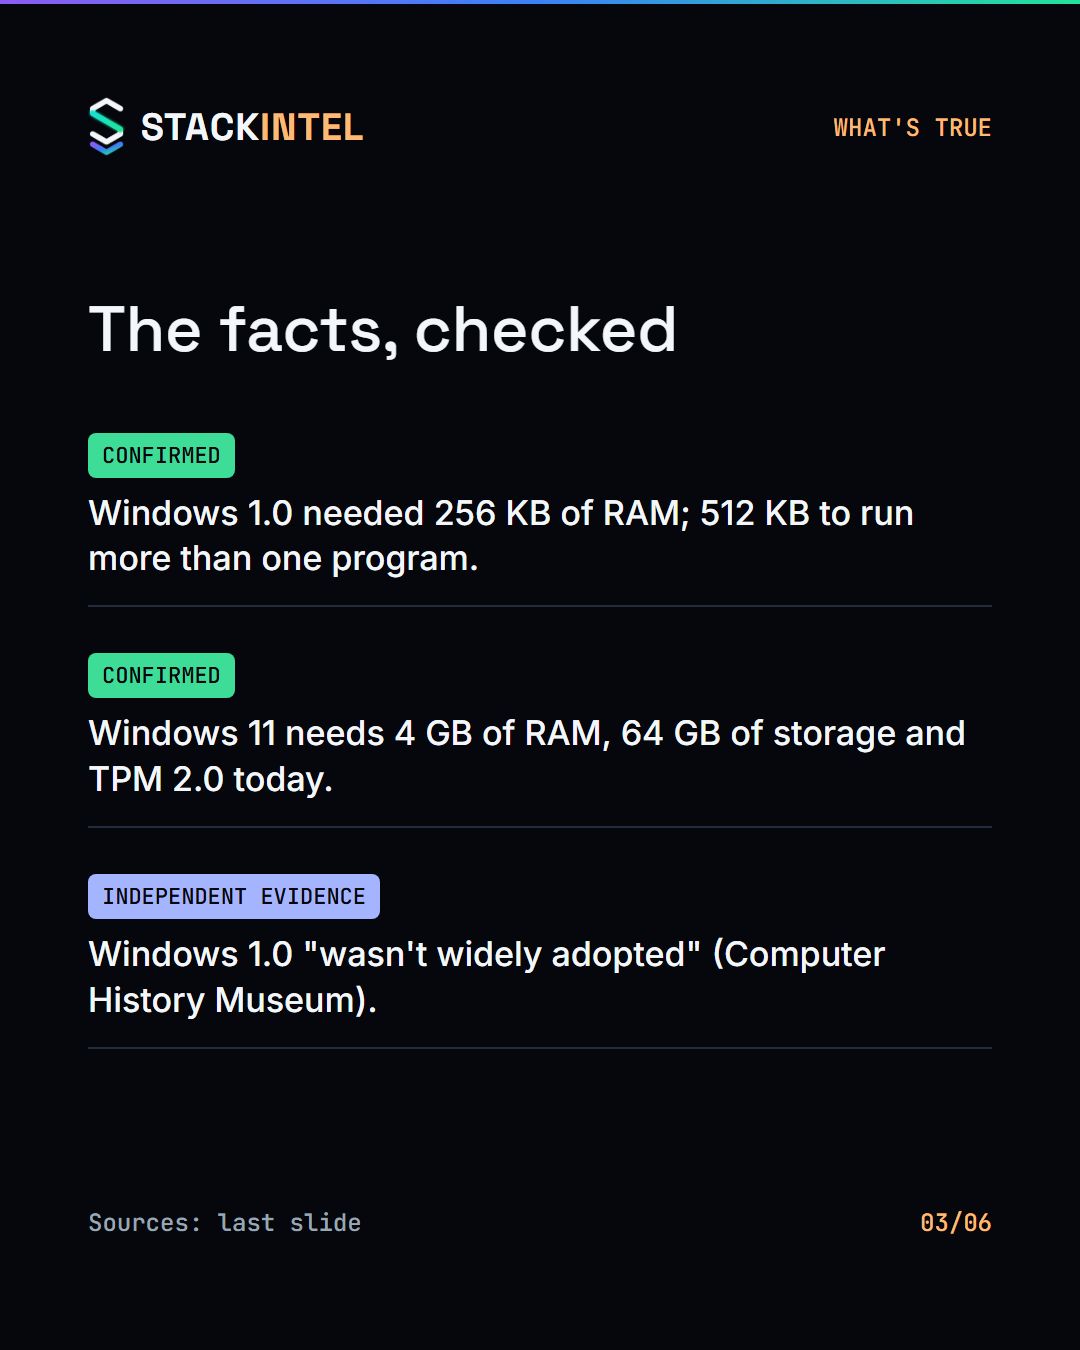 STACKINTEL
WHAT'S TRUE
The facts, checked
CONFIRMED
Windows 1.0 needed 256 KB of RAM; 512 KB to run
more than one program.
CONFIRMED
Windows 11 needs 4 GB of RAM, 64 GB of storage and
TPM 2.0 today.
INDEPENDENT EVIDENCE
Windows 1.0 "wasn't widely adopted" (Computer
History Museum).
Sources: last slide
03/06